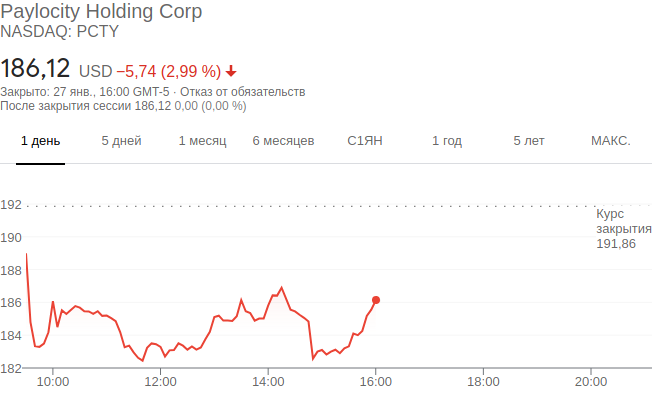 Paylocity Holding Corp
NASDAQ: PCTY
186,12 USD −5,74 (2,99 %)
Закрыто: 27 янв., 16:00 GMT-5 · Отказ от обязательств
После закрытия сессии 186,12 0,00 (0,00 %)
1 день 5 дней 1 месяц 6 месяцев С1ЯН 1 год 5 лет МАКС.
192
Курс
закрытия
191,86
190
188
186
184
182
10:00 12:00 14:00 16:00 18:00 20:00